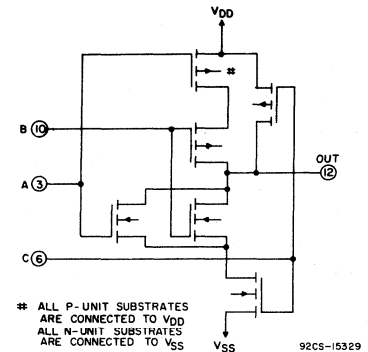 VDD
#
B 10
OUT
12
A 3
C 6
# ALL P-UNIT SUBSTRATES
ARE CONNECTED TO VDD
ALL N-UNIT SUBSTRATES
ARE CONNECTED TO VSS
VSS
92CS-15329